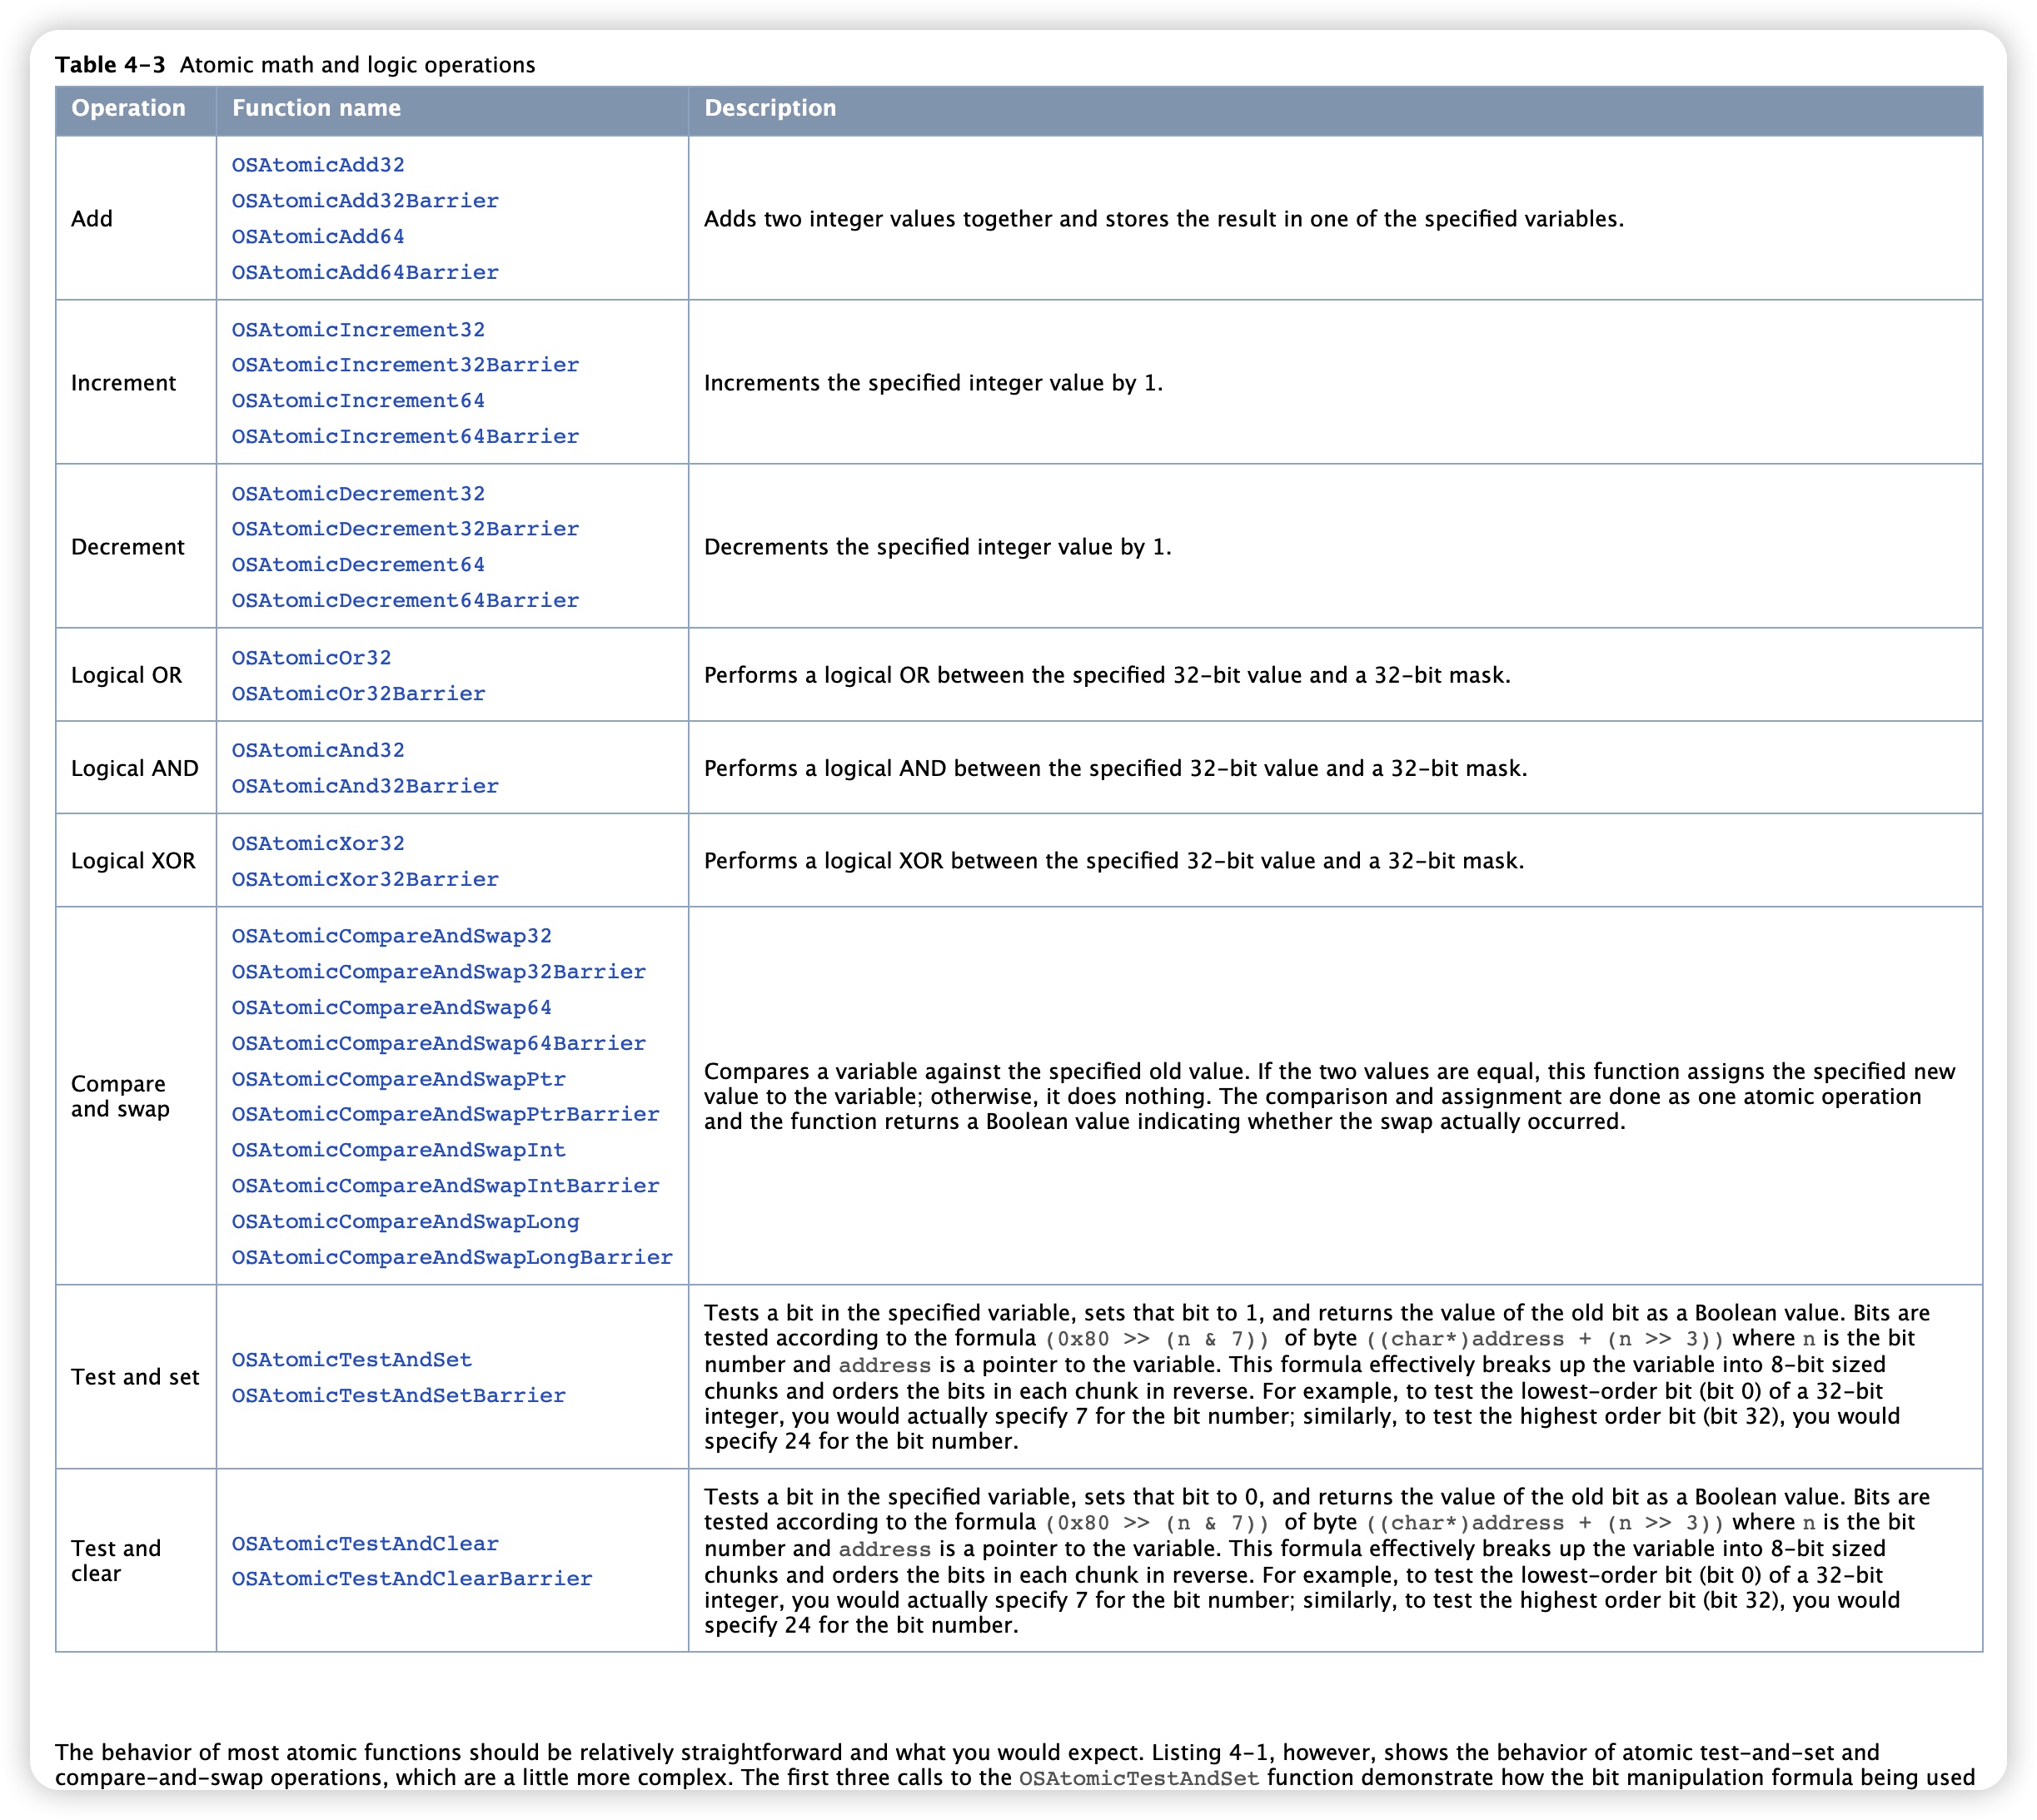 Table 4-3 Atomic math and logic operations
Operation Function name Description
Add
OSAtomicAdd32
OSAtomicAdd32Barrier
OSAtomicAdd64
OSAtomicAdd64Barrier
Adds two integer values together and stores the result in one of the specified variables.
Increment
OSAtomicIncrement32
OSAtomicIncrement32Barrier
OSAtomicIncrement64
OSAtomicIncrement64Barrier
Increments the specified integer value by 1.
Decrement
OSAtomicDecrement32
OSAtomicDecrement32Barrier
OSAtomicDecrement64
OSAtomicDecrement64Barrier
Decrements the specified integer value by 1.
Logical OR
OSAtomicOr32
OSAtomicOr32Barrier
Performs a logical OR between the specified 32-bit value and a 32-bit mask.
Logical AND
OSAtomicAnd32
OSAtomicAnd32Barrier
Performs a logical AND between the specified 32-bit value and a 32-bit mask.
Logical XOR
OSAtomicXor32
OSAtomicXor32Barrier
Performs a logical XOR between the specified 32-bit value and a 32-bit mask.
Compare
and swap
OSAtomicCompareAndSwap32
OSAtomicCompareAndSwap32Barrier
OSAtomicCompareAndSwap64
OSAtomicCompareAndSwap64Barrier
OSAtomicCompareAndSwapPtr
OSAtomicCompareAndSwapPtrBarrier
OSAtomicCompareAndSwapInt
OSAtomicCompareAndSwapIntBarrier
OSAtomicCompareAndSwapLong
OSAtomicCompareAndSwapLongBarrier
Compares a variable against the specified old value. If the two values are equal, this function assigns the specified new
value to the variable; otherwise, it does nothing. The comparison and assignment are done as one atomic operation
and the function returns a Boolean value indicating whether the swap actually occurred.
Test and set
OSAtomicTestAndSet
OSAtomicTestAndSetBarrier
Tests a bit in the specified variable, sets that bit to 1, and returns the value of the old bit as a Boolean value. Bits are
tested according to the formula (0x80 >> (n & 7)) of byte ((char*)address + (n >> 3)) where n is the bit
number and address is a pointer to the variable. This formula effectively breaks up the variable into 8-bit sized
chunks and orders the bits in each chunk in reverse. For example, to test the lowest-order bit (bit 0) of a 32-bit
integer, you would actually specify 7 for the bit number; similarly, to test the highest order bit (bit 32), you would
specify 24 for the bit number.
Test and
clear
OSAtomicTestAndClear
OSAtomicTestAndClearBarrier
Tests a bit in the specified variable, sets that bit to 0, and returns the value of the old bit as a Boolean value. Bits are
tested according to the formula (0x80 >> (n & 7)) of byte ((char*)address + (n >> 3)) where n is the bit
number and address is a pointer to the variable. This formula effectively breaks up the variable into 8-bit sized
chunks and orders the bits in each chunk in reverse. For example, to test the lowest-order bit (bit 0) of a 32-bit
integer, you would actually specify 7 for the bit number; similarly, to test the highest order bit (bit 32), you would
specify 24 for the bit number.
The behavior of most atomic functions should be relatively straightforward and what you would expect. Listing 4-1, however, shows the behavior of atomic test-and-set and
compare-and-swap operations, which are a little more complex. The first three calls to the OSAtomicTestAndSet function demonstrate how the bit manipulation formula being used